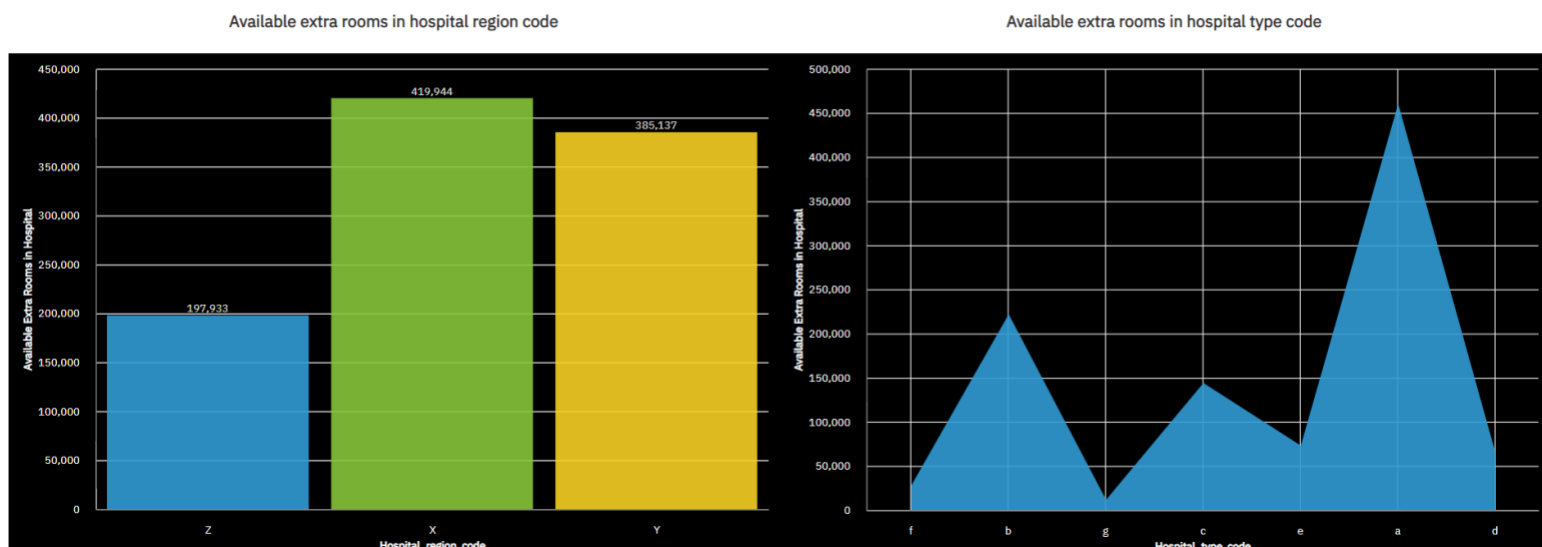 Available extra rooms in hospital region code
Available Extra Rooms in Hospital
450,000
400,000
350,000
300,000
250,000
200,000
150,000
100,000
50,000
0
197,933
419,944
385,137
Z
X
Y
Hospital_region_code
Available extra rooms in hospital type code
Available Extra Rooms in Hospital
500,000
450,000
400,000
350,000
300,000
250,000
200,000
150,000
100,000
50,000
0
f
b
g
c
e
a
d
Hospital_type_code